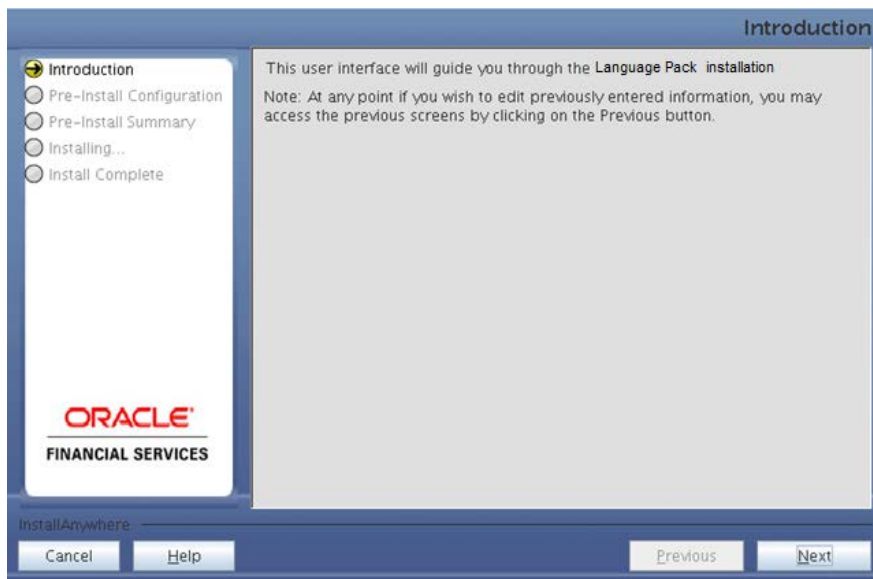 Introduction
Introduction
Pre-Install Configuration
Pre-Install Summary
Installing...
Install Complete
This user interface will guide you through the Language Pack installation
Note: At any point if you wish to edit previously entered information, you may
access the previous screens by clicking on the Previous button.
ORACLE'
FINANCIAL SERVICES
InstallAnywhere
Cancel
Help
Previous
Next